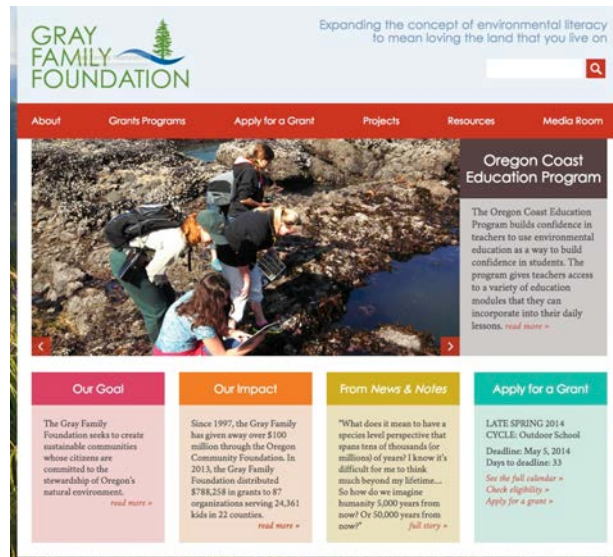 GRAY
FAMILY
FOUNDATION
Expanding the concept of environmental literacy
to mean loving the land that you live on
About
Grants Programs
Apply for a Grant
Projects
Resources
Media Room
Oregon Coast
Education Program
The Oregon Coast Education
Program builds confidence in
teachers to use environmental
education as a way to build
confidence in students. The
program gives teachers access
to a variety of education
modules that they can
incorporate into their daily
lessons. read more »
Our Goal
The Gray Family
Foundation seeks to create
sustainable communities
whose citizens are
committed to the
stewardship of Oregon's
natural environment.
read more »
Our Impact
Since 1997, the Gray Family
has given away over $100
million through the Oregon
Community Foundation. In
2013, the Gray Family
Foundation distributed
$788,258 in grants to 87
organizations serving 24,361
kids in 22 counties.
read more »
From News & Notes
"What does it mean to have a
species level perspective that
spans tens of thousands (or
millions) of years? I know it's
difficult for me to think
much beyond my lifetime....
So how do we imagine
humanity 5,000 years from
now? Or 50,000 years from
now?" full story »
Apply for a Grant
LATE SPRING 2014
CYCLE: Outdoor School
Deadline: May 5, 2014
Days to deadline: 33
See the full calendar »
Check eligibility »
Apply for a grant »